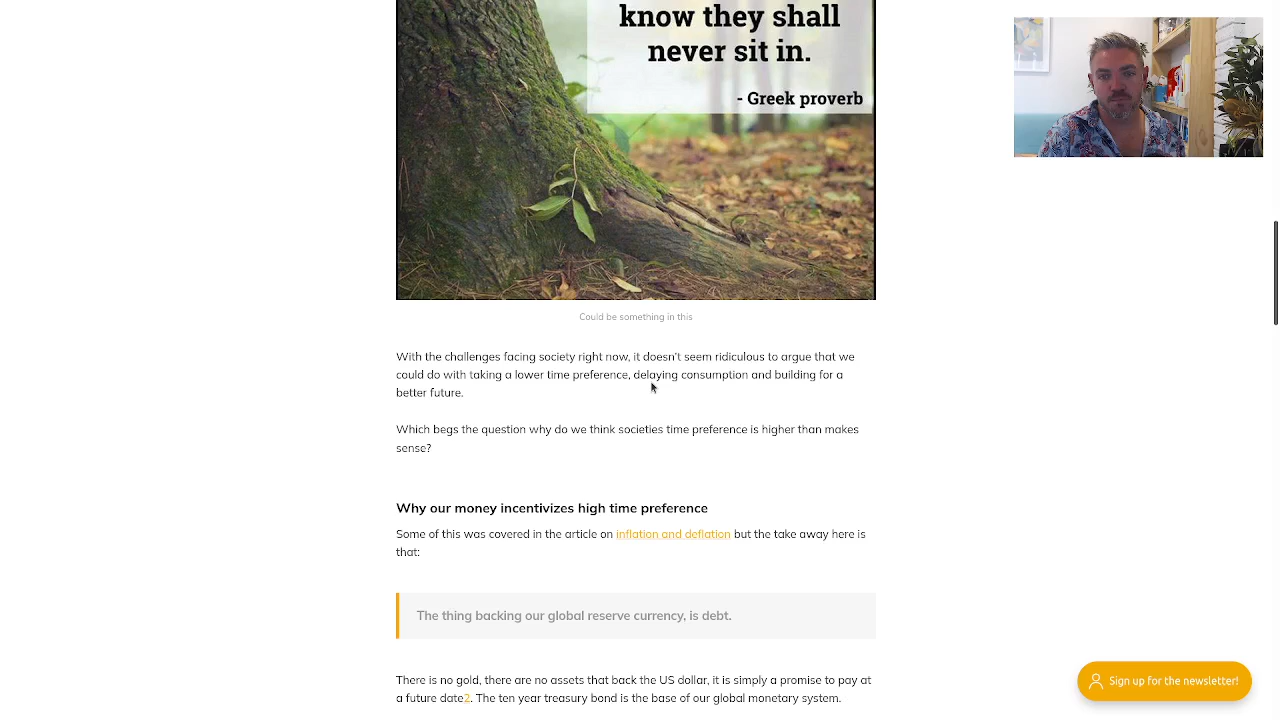 know they shall
never sit in.
- Greek proverb
Could be something in this
With the challenges facing society right now, it doesn't seem ridiculous to argue that we
could do with taking a lower time preference, delaying consumption and building for a
better future.
Which begs the question why do we think societies time preference is higher than makes
sense?
Why our money incentivizes high time preference
Some of this was covered in the article on inflation and deflation but the take away here is
that:
The thing backing our global reserve currency, is debt.
There is no gold, there are no assets that back the US dollar, it is simply a promise to pay at
a future date2. The ten year treasury bond is the base of our global monetary system.
Sign up for the newsletter!